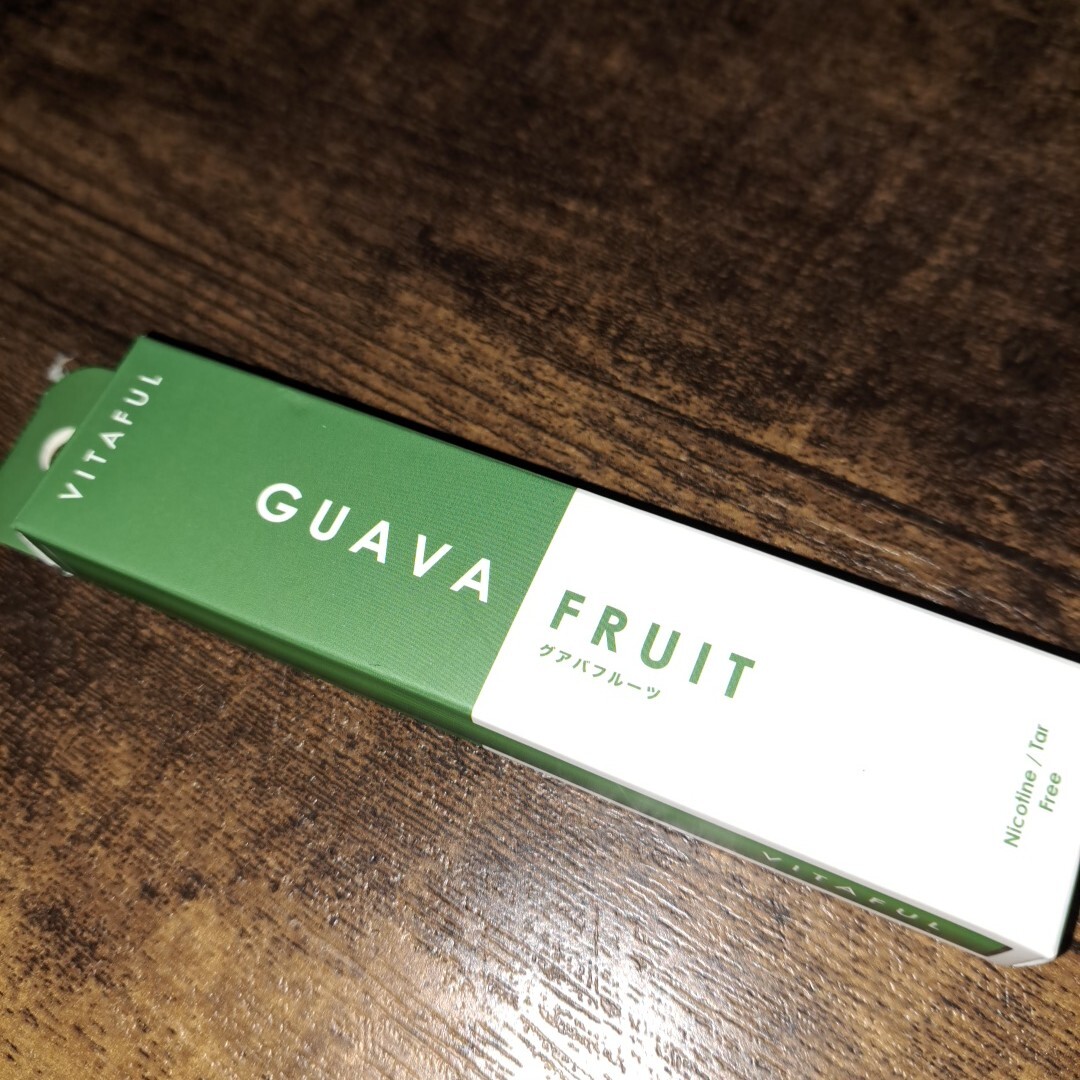 VITAFUL
GUAVA
FRUIT
グアバフルーツ
Nicotine / Tar
Free
VITAFUL